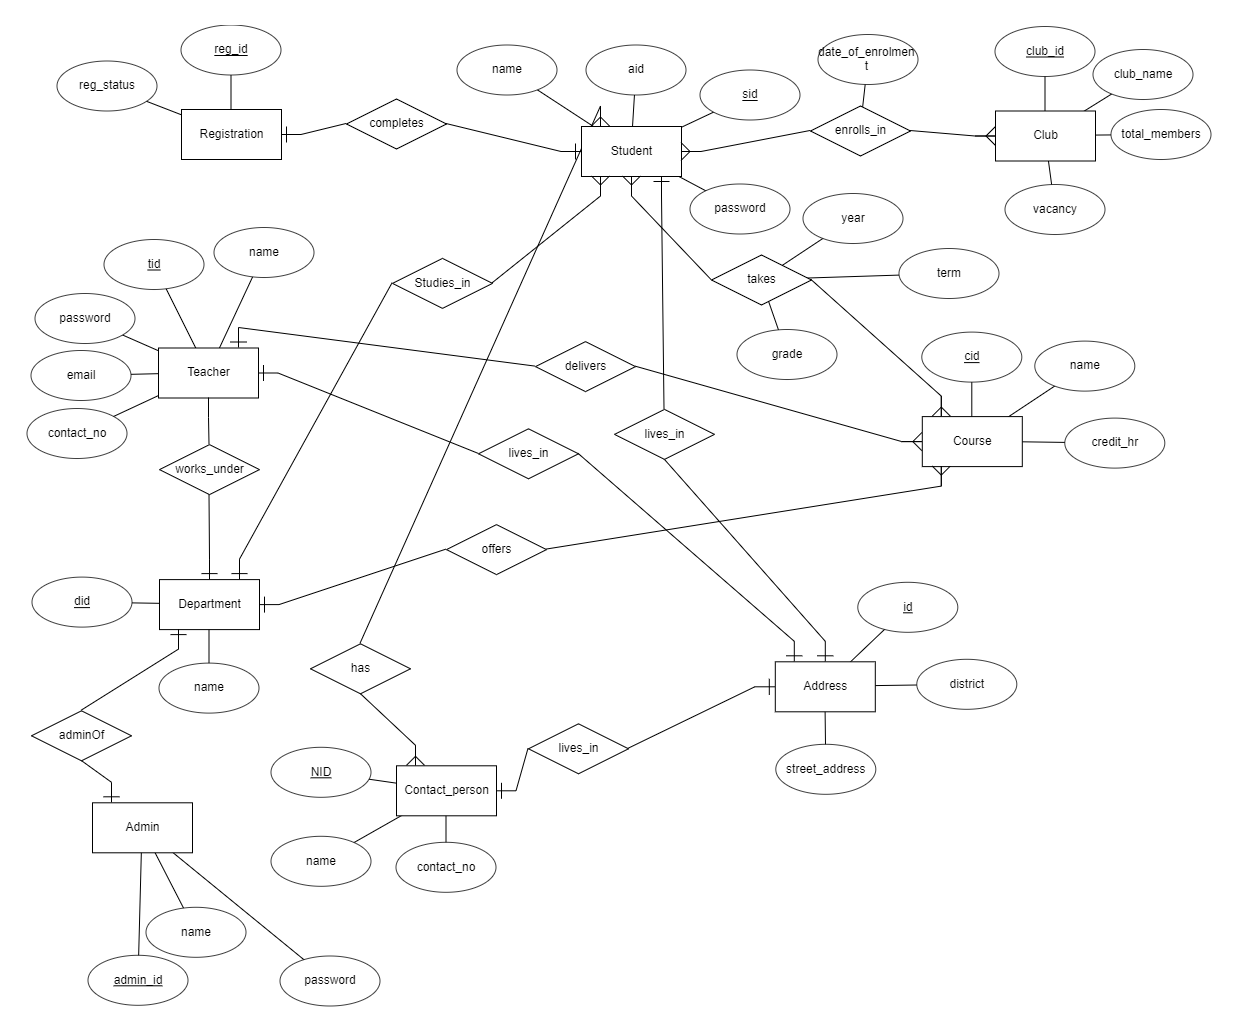 reg_id
reg_status
Registration
completes
name
aid
sid
Student
password
date_of_enrolmen
t
enrolls_in
club_id
club_name
Club
total_members
vacancy
year
takes
term
grade
tid
name
password
Teacher
email
contact_no
Studies_in
delivers
cid
name
Course
credit_hr
works_under
lives_in
lives_in
offers
did
Department
name
id
Address
district
street_address
has
adminOf
lives_in
NID
Contact_person
name
contact_no
Admin
name
admin_id
password